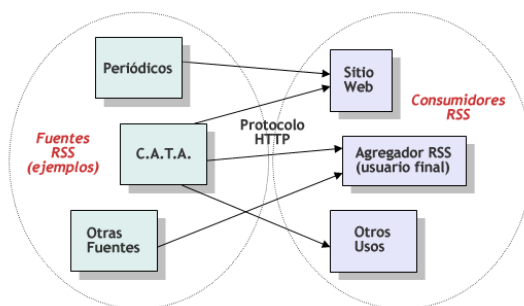 Periódicos
Fuentes
RSS
(ejemplos)
C.A.T.A.
Otras
Fuentes
Protocolo
HTTP
Sitio
Web
Consumidores
RSS
Agregador RSS
(usuario final)
Otros
Usos